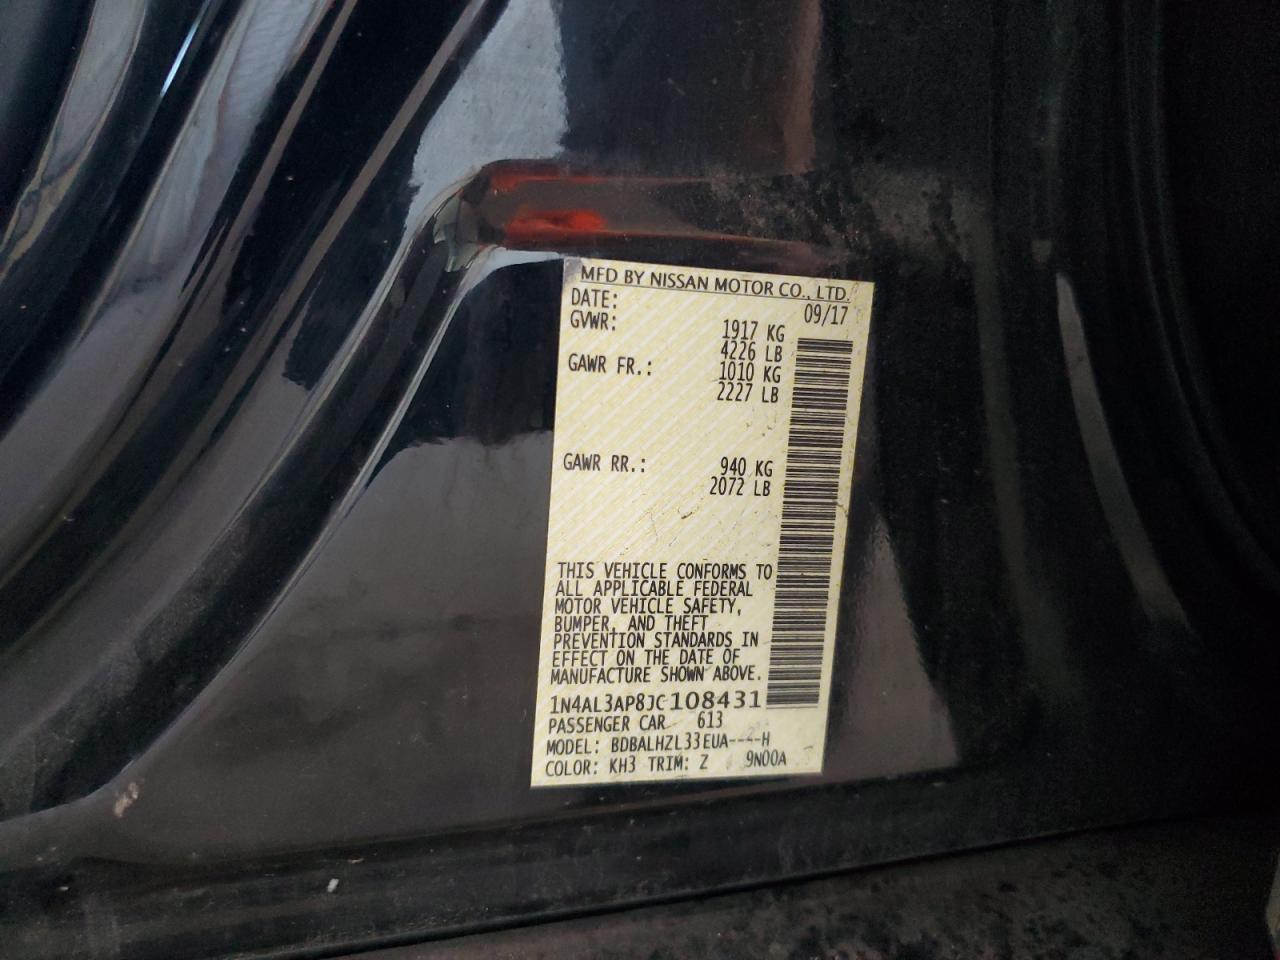 MFD BY NISSAN MOTOR CO., LTD.
DATE: 09/17
GVWR: 1917 KG
4226 LB
GAWR FR.: 1010 KG
2227 LB
GAWR RR.: 940 KG
2072 LB
THIS VEHICLE CONFORMS TO
ALL APPLICABLE FEDERAL
MOTOR VEHICLE SAFETY,
BUMPER, AND THEFT
PREVENTION STANDARDS IN
EFFECT ON THE DATE OF
MANUFACTURE SHOWN ABOVE.
1N4AL3AP8JC108431
PASSENGER CAR 613
MODEL: BDBALHZL33EUA----H
COLOR: KH3 TRIM: Z 9N00A